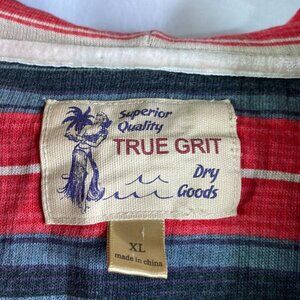 Superior
Quality
TRUE GRIT
Dry
Goods
XL
made in china